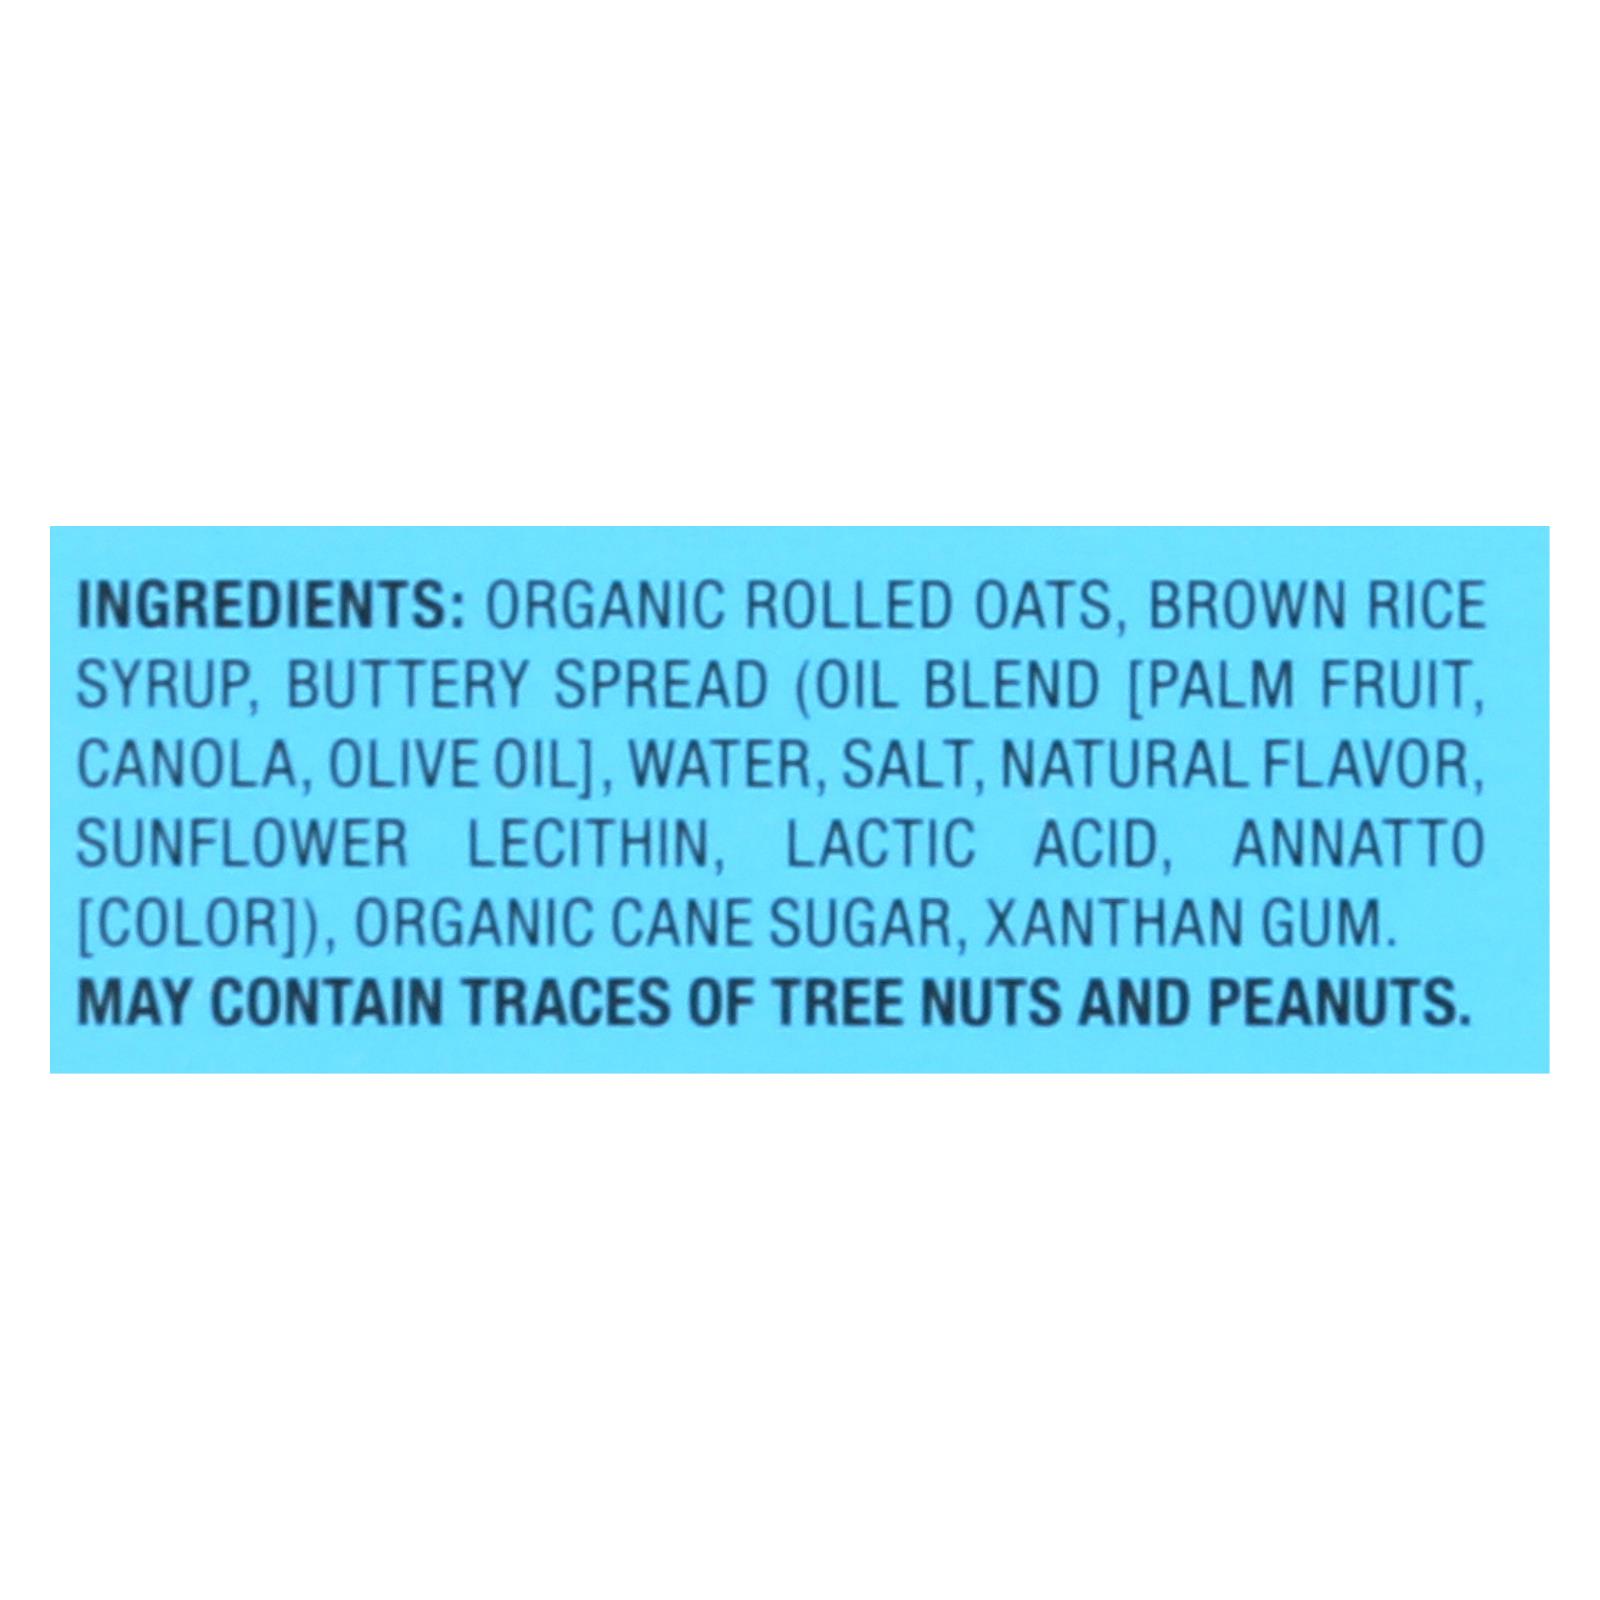 INGREDIENTS: ORGANIC ROLLED OATS, BROWN RICE
SYRUP, BUTTERY SPREAD (OIL BLEND [PALM FRUIT,
CANOLA, OLIVE OIL], WATER, SALT, NATURAL FLAVOR,
SUNFLOWER LECITHIN, LACTIC ACID, ANNATTO
[COLOR]), ORGANIC CANE SUGAR, XANTHAN GUM.
MAY CONTAIN TRACES OF TREE NUTS AND PEANUTS.